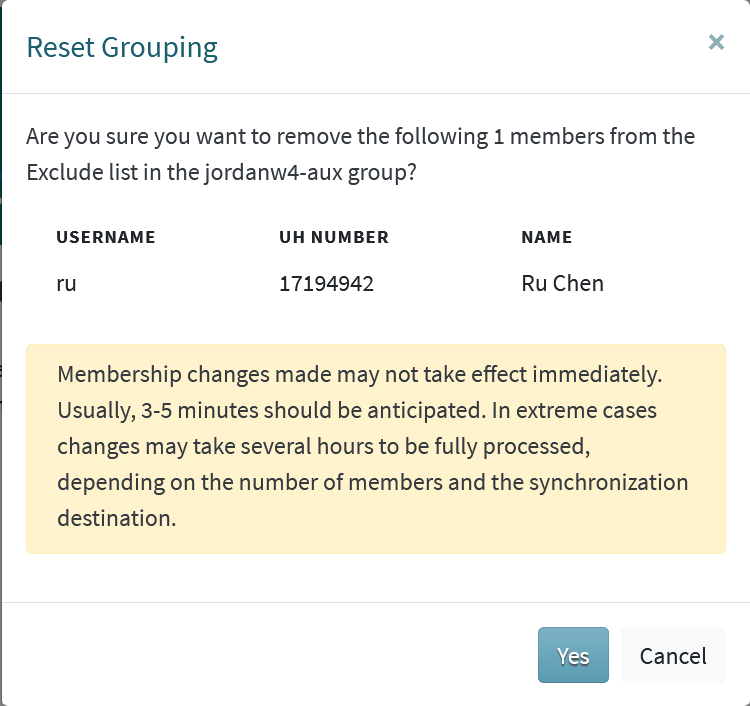 Reset Grouping
×
Are you sure you want to remove the following 1 members from the
Exclude list in the jordanw4-aux group?
USERNAME UH NUMBER NAME
ru 17194942 Ru Chen
Membership changes made may not take effect immediately.
Usually, 3-5 minutes should be anticipated. In extreme cases
changes may take several hours to be fully processed,
depending on the number of members and the synchronization
destination.
Yes Cancel